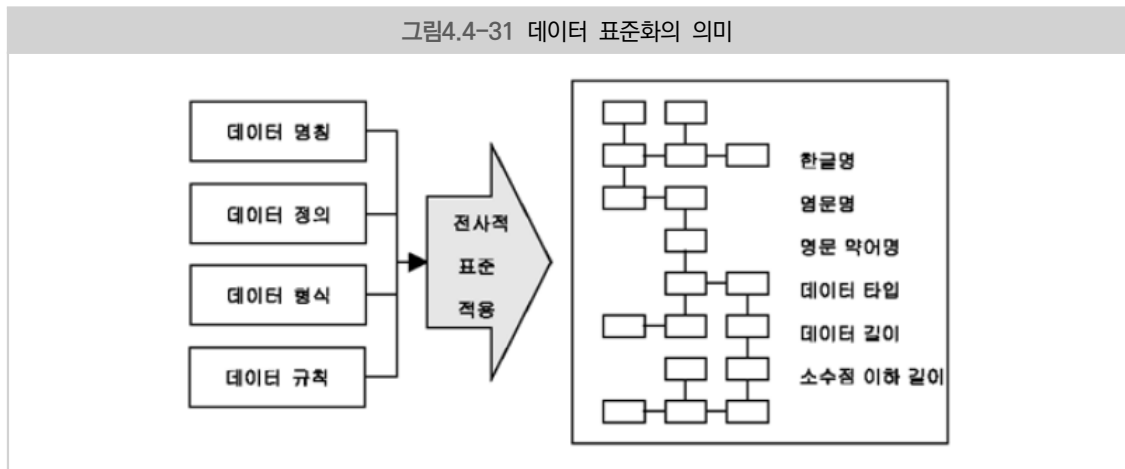 그림4.4-31 데이터 표준화의 의미
데이터 명칭
데이터 정의
데이터 형식
데이터 규칙
전사적
표준
적용
한글명
영문명
영문 약어명
데이터 타입
데이터 길이
소수점 이하 길이